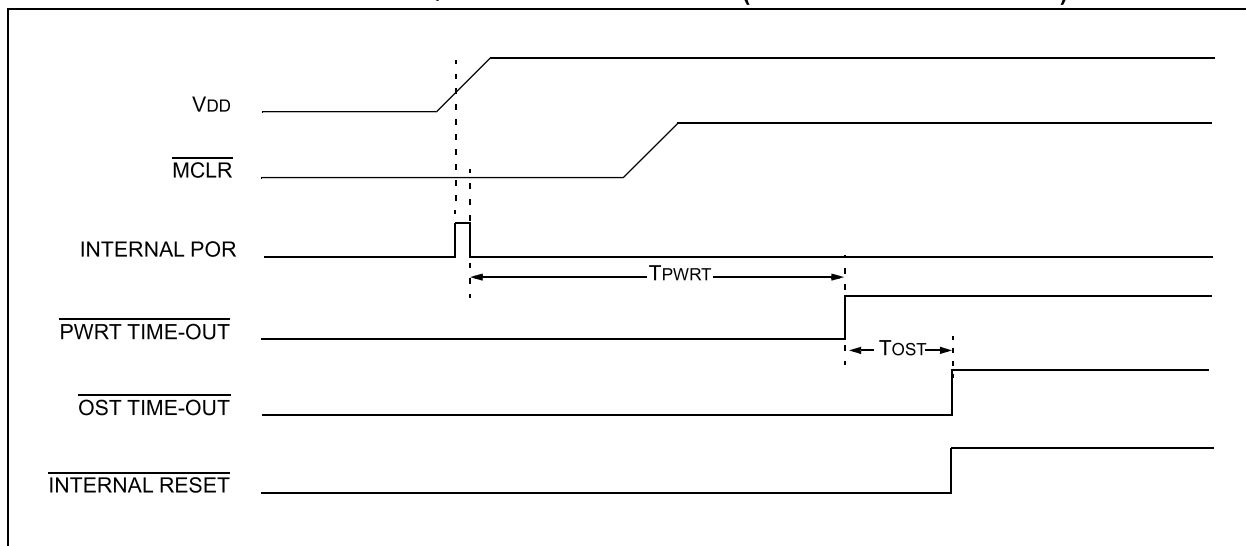 VDD
MCLR
INTERNAL POR
TPWRT
PWRT TIME-OUT
TOST
OST TIME-OUT
INTERNAL RESET